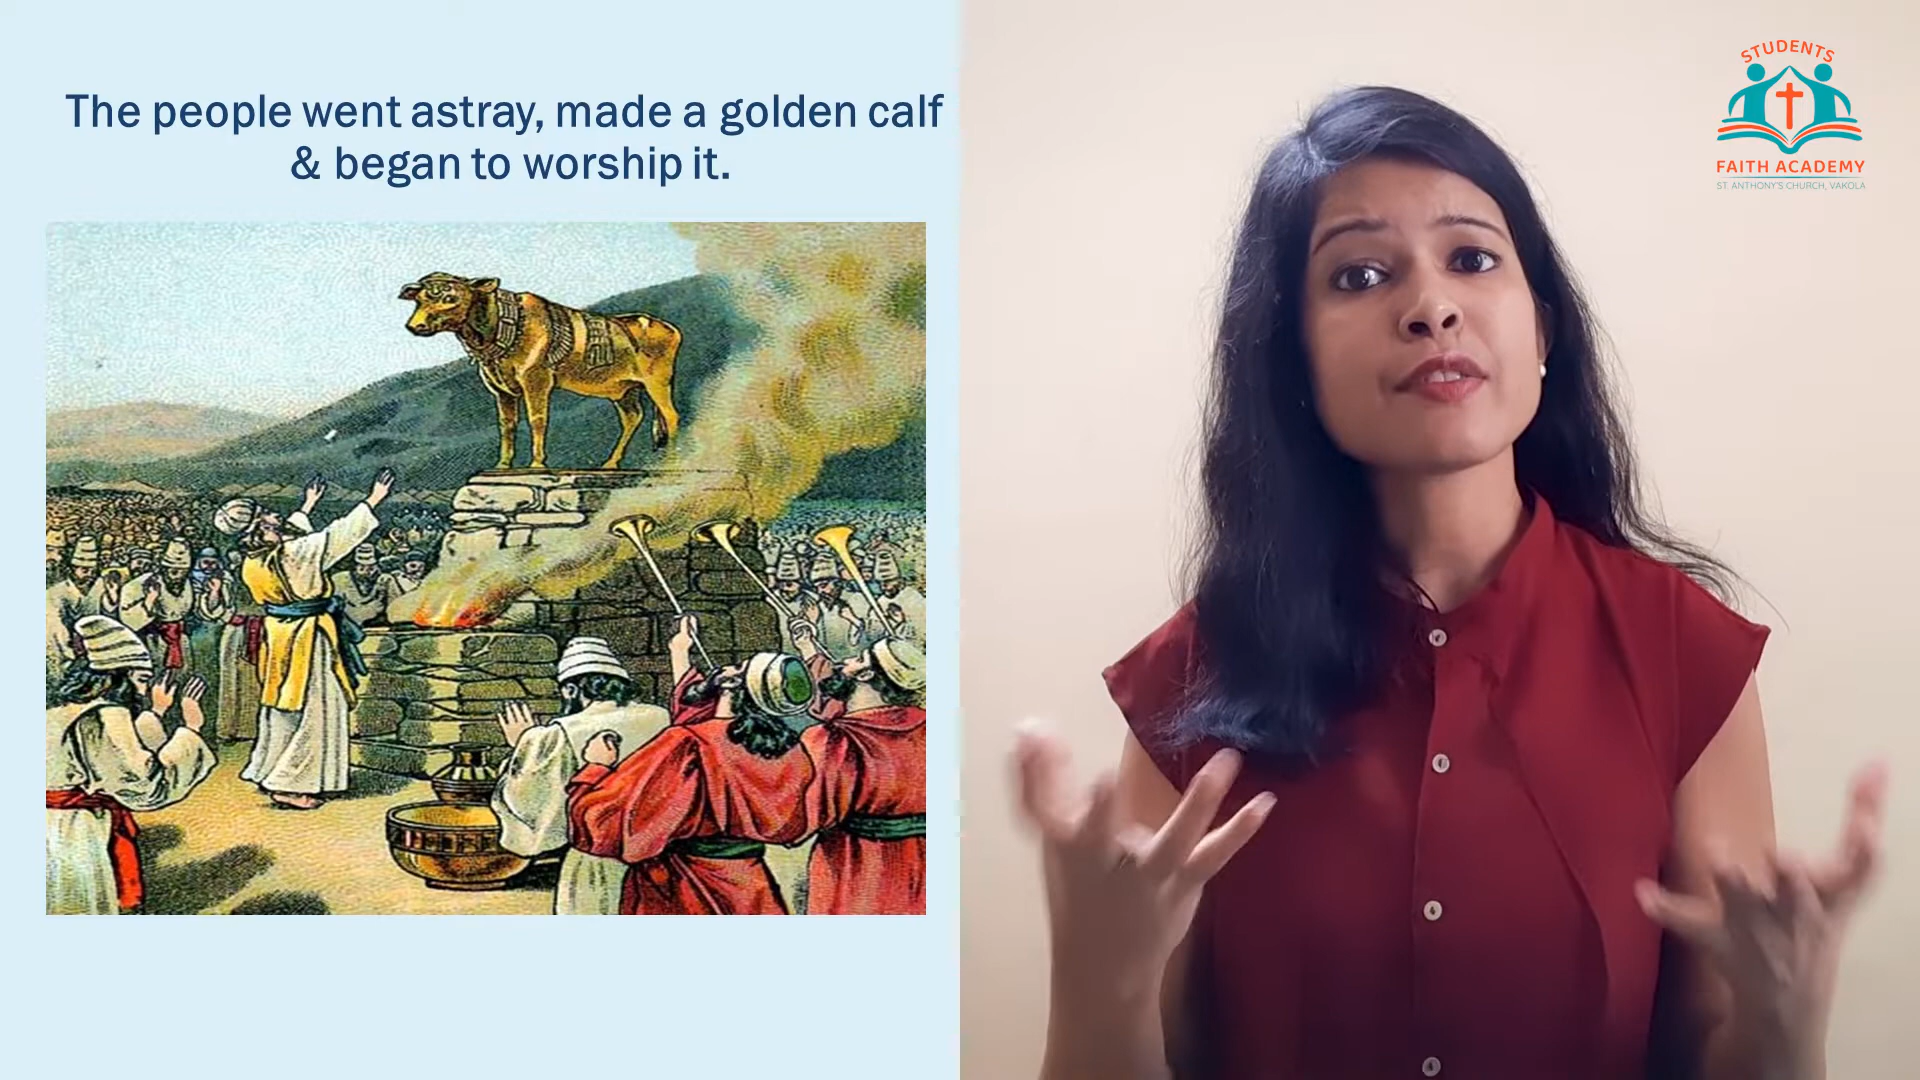 The people went astray, made a golden calf
& began to worship it.
STUDENTS
FAITH ACADEMY
ST. ANTHONY'S CHURCH, VAKOLA